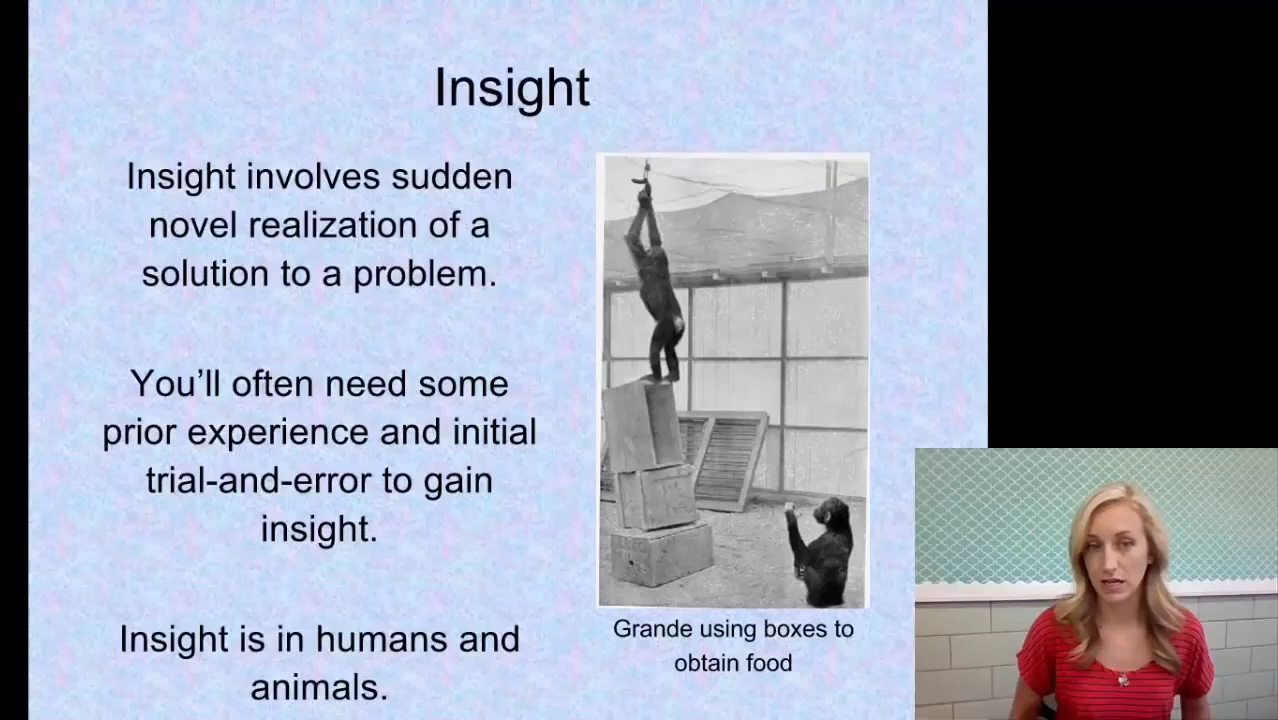 Insight
Insight involves sudden
novel realization of a
solution to a problem.
You’ll often need some
prior experience and initial
trial-and-error to gain
insight.
Insight is in humans and
animals.
Grande using boxes to
obtain food